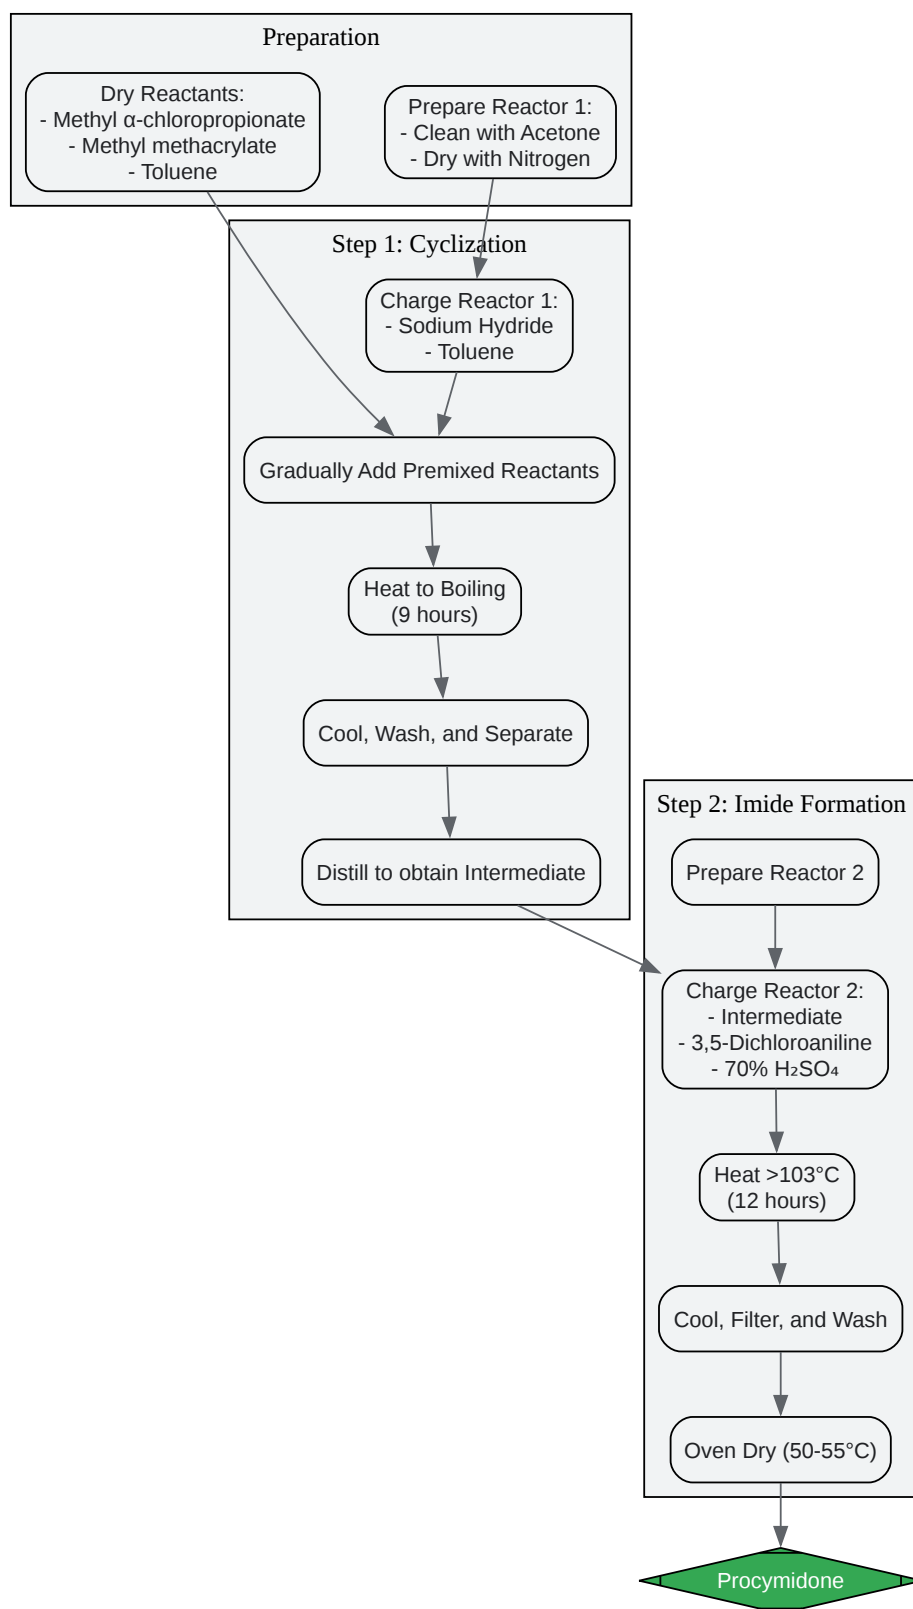 Preparation
Dry Reactants:
- Methyl α-chloropropionate
- Methyl methacrylate
- Toluene
Prepare Reactor 1:
- Clean with Acetone
- Dry with Nitrogen
Step 1: Cyclization
Charge Reactor 1:
- Sodium Hydride
- Toluene
Gradually Add Premixed Reactants
Heat to Boiling
(9 hours)
Cool, Wash, and Separate
Distill to obtain Intermediate
Step 2: Imide Formation
Prepare Reactor 2
Charge Reactor 2:
- Intermediate
- 3,5-Dichloroaniline
- 70% H₂SO₄
Heat >103°C
(12 hours)
Cool, Filter, and Wash
Oven Dry (50-55°C)
Procymidone